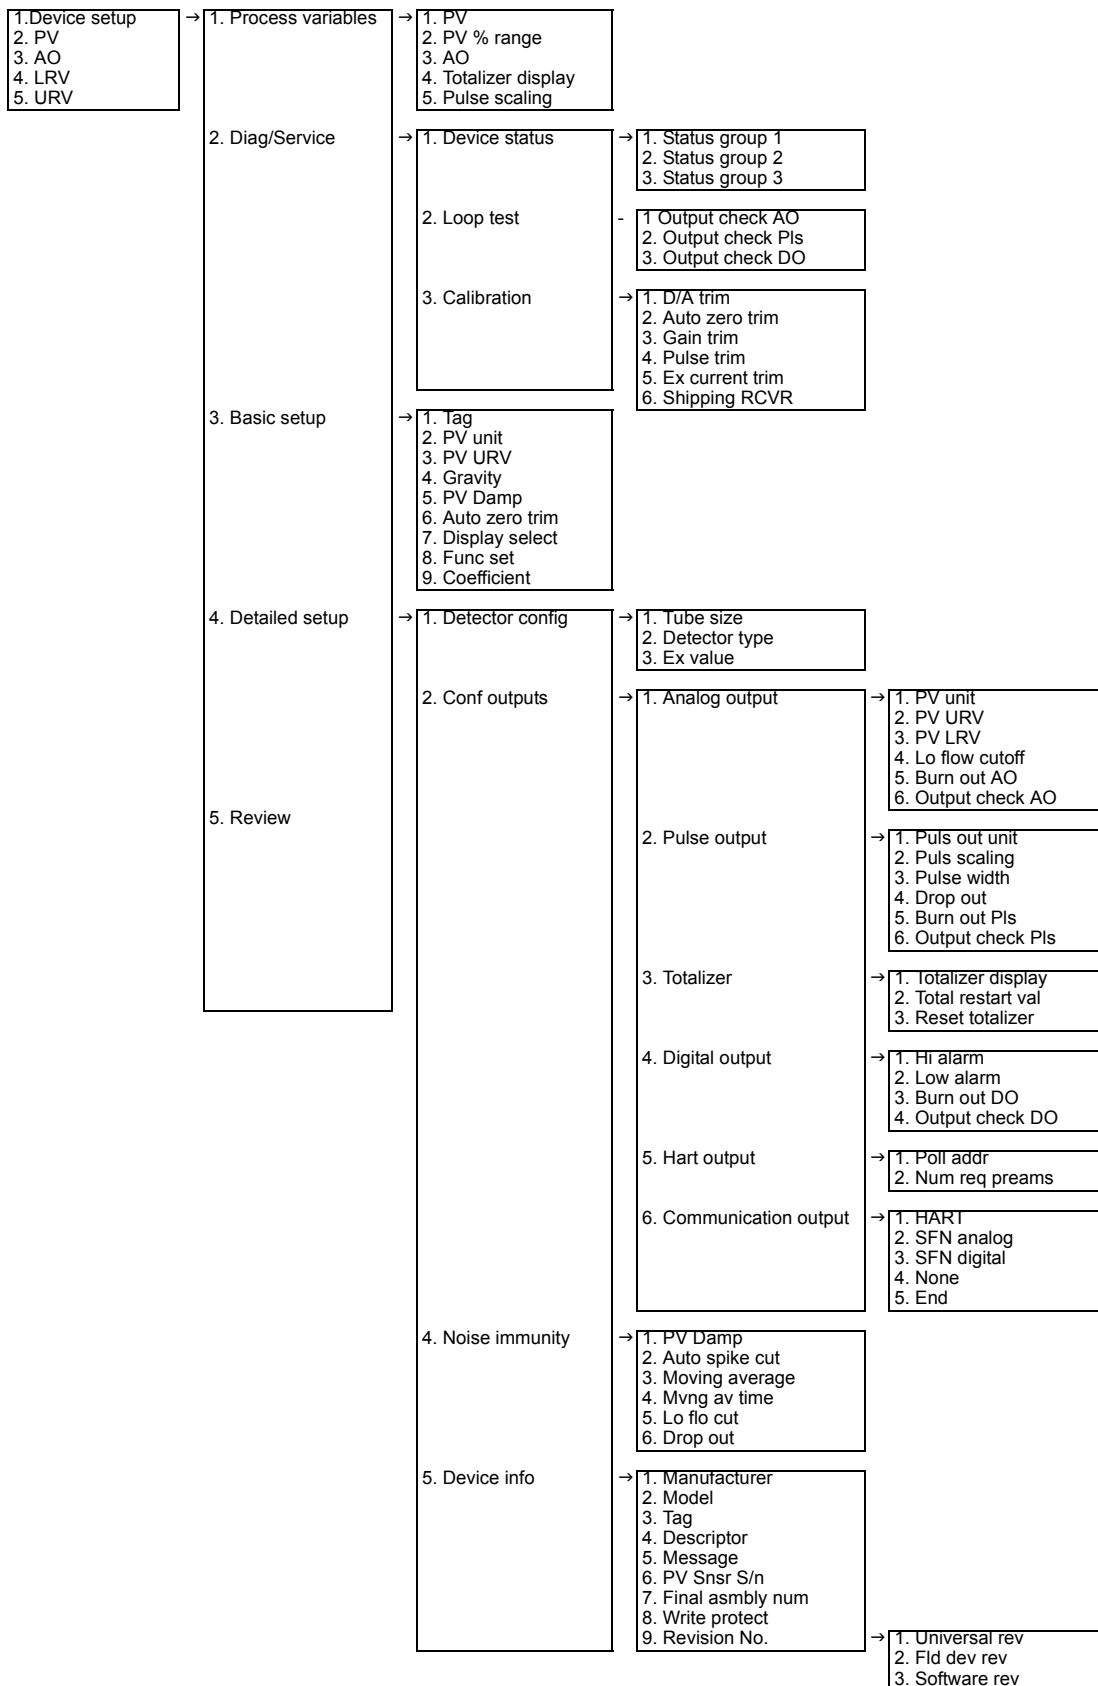 1.Device setup
2. PV
3. AO
4. LRV
5. URV
→ 1. Process variables
→ 1. PV
2. PV % range
3. AO
4. Totalizer display
5. Pulse scaling
2. Diag/Service
→ 1. Device status
→ 1. Status group 1
2. Status group 2
3. Status group 3
2. Loop test
- 1 Output check AO
2. Output check Pls
3. Output check DO
3. Calibration
→ 1. D/A trim
2. Auto zero trim
3. Gain trim
4. Pulse trim
5. Ex current trim
6. Shipping RCVR
3. Basic setup
→ 1. Tag
2. PV unit
3. PV URV
4. Gravity
5. PV Damp
6. Auto zero trim
7. Display select
8. Func set
9. Coefficient
4. Detailed setup
→ 1. Detector config
→ 1. Tube size
2. Detector type
3. Ex value
2. Conf outputs
→ 1. Analog output
→ 1. PV unit
2. PV URV
3. PV LRV
4. Lo flow cutoff
5. Burn out AO
6. Output check AO
5. Review
2. Pulse output
→ 1. Puls out unit
2. Puls scaling
3. Pulse width
4. Drop out
5. Burn out Pls
6. Output check Pls
3. Totalizer
→ 1. Totalizer display
2. Total restart val
3. Reset totalizer
4. Digital output
→ 1. Hi alarm
2. Low alarm
3. Burn out DO
4. Output check DO
5. Hart output
→ 1. Poll addr
2. Num req preams
6. Communication output
→ 1. HART
2. SFN analog
3. SFN digital
4. None
5. End
4. Noise immunity
→ 1. PV Damp
2. Auto spike cut
3. Moving average
4. Mvng av time
5. Lo flo cut
6. Drop out
5. Device info
→ 1. Manufacturer
2. Model
3. Tag
4. Descriptor
5. Message
6. PV Snsr S/n
7. Final asmbly num
8. Write protect
9. Revision No.
→ 1. Universal rev
2. Fld dev rev
3. Software rev